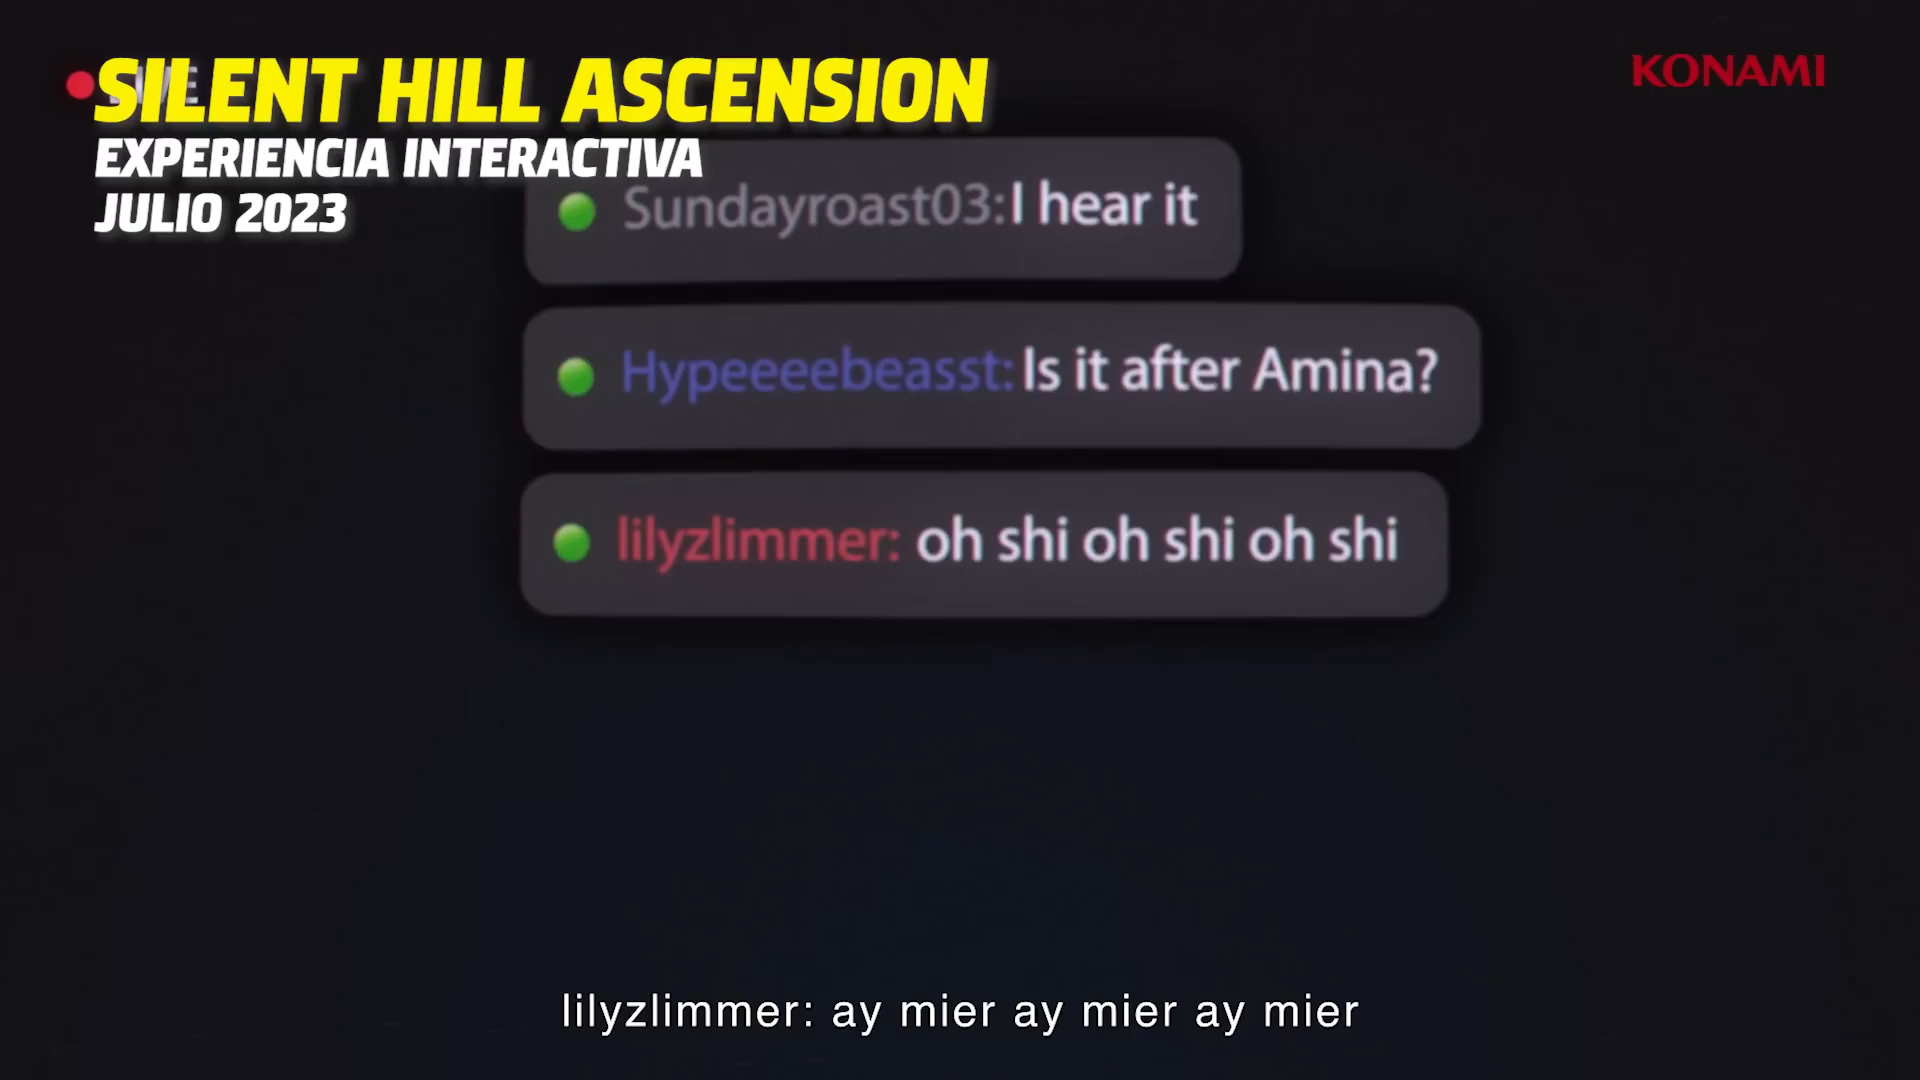 SILENT HILL ASCENSION
KONAMI
EXPERIENCIA INTERACTIVA
JULIO 2023
Sundayroast03: I hear it
Hypeeeebeasst: Is it after Amina?
lilyzlimmer: oh shi oh shi oh shi
lilyzlimmer: ay mier ay mier ay mier